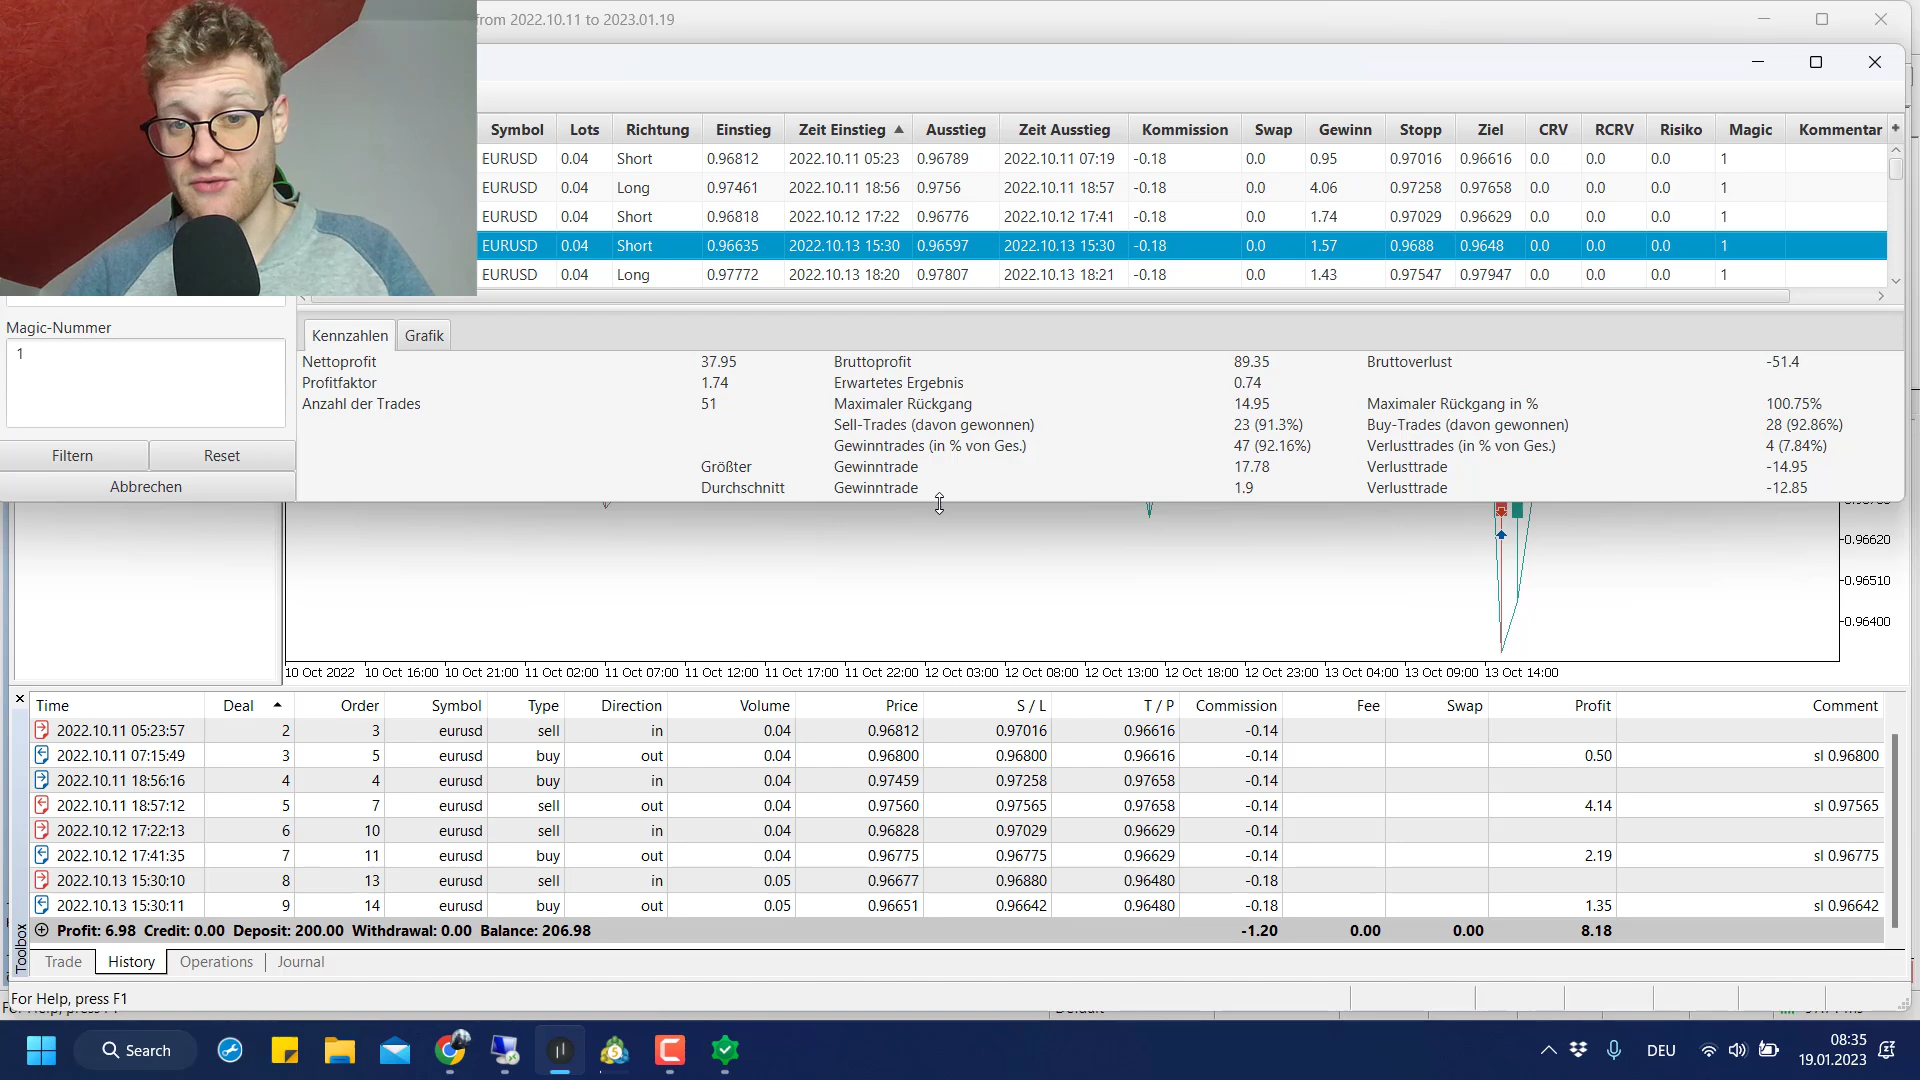 from 2022.10.11 to 2023.01.19
Symbol Lots Richtung Einstieg Zeit Einstieg Ausstieg Zeit Ausstieg Kommission Swap Gewinn Stopp Ziel CRV RCRV Risiko Magic Kommentar +
EURUSD 0.04 Short 0.96812 2022.10.11 05:23 0.96789 2022.10.11 07:19 -0.18 0.0 0.95 0.97016 0.96616 0.0 0.0 0.0 1
EURUSD 0.04 Long 0.97461 2022.10.11 18:56 0.9756 2022.10.11 18:57 -0.18 0.0 4.06 0.97258 0.97658 0.0 0.0 0.0 1
EURUSD 0.04 Short 0.96818 2022.10.12 17:22 0.96776 2022.10.12 17:41 -0.18 0.0 1.74 0.97029 0.96629 0.0 0.0 0.0 1
EURUSD 0.04 Short 0.96635 2022.10.13 15:30 0.96597 2022.10.13 15:30 -0.18 0.0 1.57 0.9688 0.9648 0.0 0.0 0.0 1
EURUSD 0.04 Long 0.97772 2022.10.13 18:20 0.97807 2022.10.13 18:21 -0.18 0.0 1.43 0.97547 0.97947 0.0 0.0 0.0 1
Magic-Nummer
1
Filtern Reset
Abbrechen
Kennzahlen Grafik
Nettoprofit 37.95 Bruttoprofit 89.35 Bruttoverlust -51.4
Profitfaktor 1.74 Erwartetes Ergebnis 0.74
Anzahl der Trades 51 Maximaler Rückgang 14.95 Maximaler Rückgang in % 100.75%
Sell-Trades (davon gewonnen) 23 (91.3%) Buy-Trades (davon gewonnen) 28 (92.86%)
Gewinntrades (in % von Ges.) 47 (92.16%) Verlusttrades (in % von Ges.) 4 (7.84%)
Größter Gewinntrade 17.78 Verlusttrade -14.95
Durchschnitt Gewinntrade 1.9 Verlusttrade -12.85
0.96620
0.96510
0.96400
10 Oct 2022 10 Oct 16:00 10 Oct 21:00 11 Oct 02:00 11 Oct 07:00 11 Oct 12:00 11 Oct 17:00 11 Oct 22:00 12 Oct 03:00 12 Oct 08:00 12 Oct 13:00 12 Oct 18:00 12 Oct 23:00 13 Oct 04:00 13 Oct 09:00 13 Oct 14:00
Time Deal Order Symbol Type Direction Volume Price S / L T / P Commission Fee Swap Profit Comment
2022.10.11 05:23:57 2 3 eurusd sell in 0.04 0.96812 0.97016 0.96616 -0.14
2022.10.11 07:15:49 3 5 eurusd buy out 0.04 0.96800 0.96800 0.96616 -0.14 0.50 sl 0.96800
2022.10.11 18:56:16 4 4 eurusd buy in 0.04 0.97459 0.97258 0.97658 -0.14
2022.10.11 18:57:12 5 7 eurusd sell out 0.04 0.97560 0.97565 0.97658 -0.14 4.14 sl 0.97565
2022.10.12 17:22:13 6 10 eurusd sell in 0.04 0.96828 0.97029 0.96629 -0.14
2022.10.12 17:41:35 7 11 eurusd buy out 0.04 0.96775 0.96775 0.96629 -0.14 2.19 sl 0.96775
2022.10.13 15:30:10 8 13 eurusd sell in 0.05 0.96677 0.96880 0.96480 -0.18
2022.10.13 15:30:11 9 14 eurusd buy out 0.05 0.96651 0.96642 0.96480 -0.18 1.35 sl 0.96642
Profit: 6.98 Credit: 0.00 Deposit: 200.00 Withdrawal: 0.00 Balance: 206.98 -1.20 0.00 0.00 8.18
Toolbox
Trade History Operations Journal
For Help, press F1
Search
DEU
08:35
19.01.2023